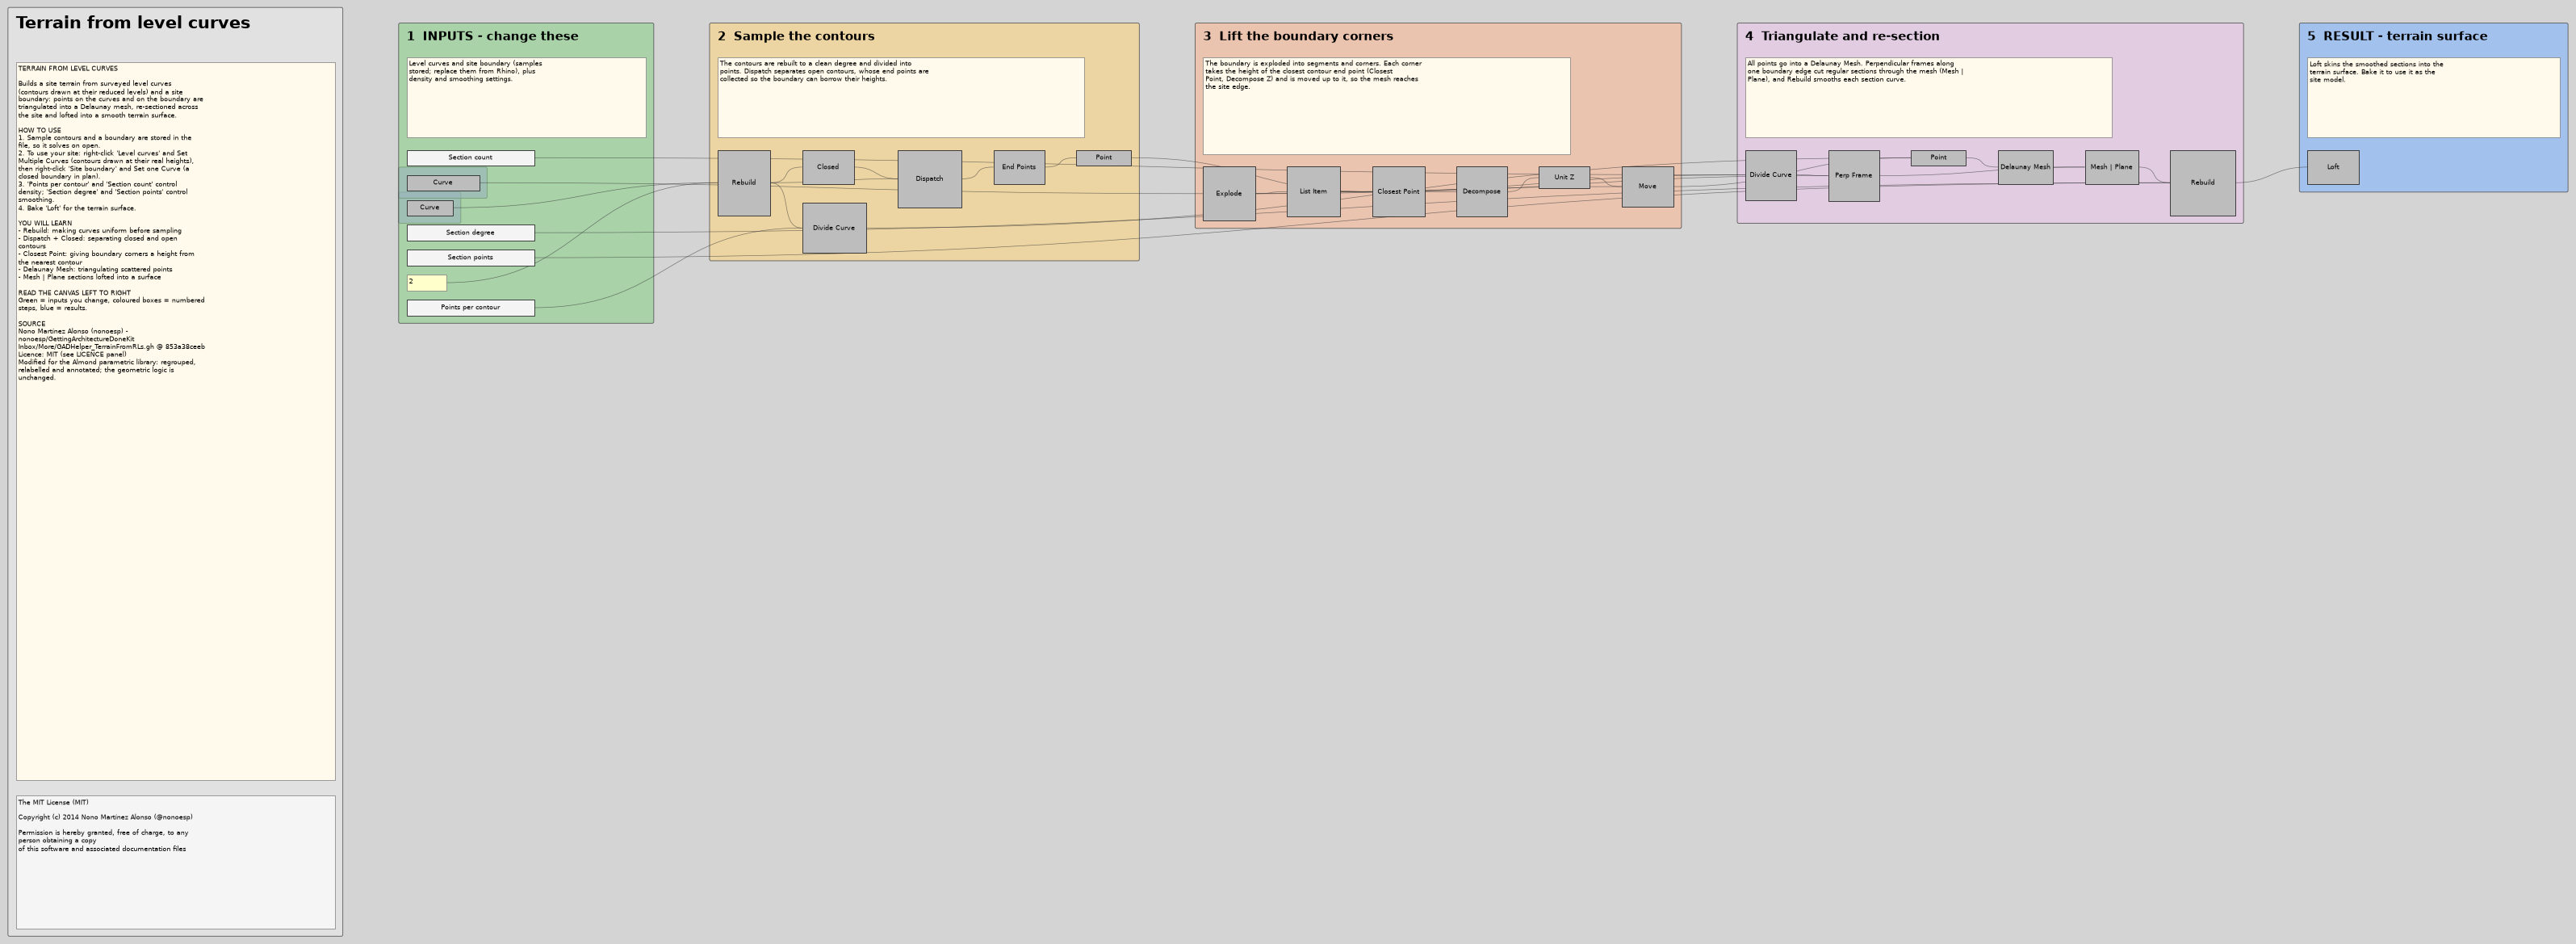 Terrain from level curves
TERRAIN FROM LEVEL CURVES
Builds a site terrain from surveyed level curves
(contours drawn at their reduced levels) and a site
boundary: points on the curves and on the boundary are
triangulated into a Delaunay mesh, re-sectioned across
the site and lofted into a smooth terrain surface.
HOW TO USE
1. Sample contours and a boundary are stored in the
file, so it solves on open.
2. To use your site: right-click 'Level curves' and Set
Multiple Curves (contours drawn at their real heights),
then right-click 'Site boundary' and Set one Curve (a
closed boundary in plan).
3. 'Points per contour' and 'Section count' control
density; 'Section degree' and 'Section points' control
smoothing.
4. Bake 'Loft' for the terrain surface.
YOU WILL LEARN
- Rebuild: making curves uniform before sampling
- Dispatch + Closed: separating closed and open
contours
- Closest Point: giving boundary corners a height from
the nearest contour
- Delaunay Mesh: triangulating scattered points
- Mesh | Plane sections lofted into a surface
READ THE CANVAS LEFT TO RIGHT
Green = inputs you change, coloured boxes = numbered
steps, blue = results.
SOURCE
Nono Martinez Alonso (nonoesp) -
nonoesp/GettingArchitectureDoneKit
Inbox/More/GADHelper_TerrainFromRLs.gh @ 853a38ceeb
Licence: MIT (see LICENCE panel)
Modified for the Almond parametric library: regrouped,
relabelled and annotated; the geometric logic is
unchanged.
The MIT License (MIT)
Copyright (c) 2014 Nono Martinez Alonso (@nonoesp)
Permission is hereby granted, free of charge, to any
person obtaining a copy
of this software and associated documentation files
1 INPUTS - change these
Level curves and site boundary (samples
stored; replace them from Rhino), plus
density and smoothing settings.
Section count
Curve
Curve
Section degree
Section points
2
Points per contour
2 Sample the contours
The contours are rebuilt to a clean degree and divided into
points. Dispatch separates open contours, whose end points are
collected so the boundary can borrow their heights.
Rebuild
Closed
Divide Curve
Dispatch
End Points
Point
3 Lift the boundary corners
The boundary is exploded into segments and corners. Each corner
takes the height of the closest contour end point (Closest
Point, Decompose Z) and is moved up to it, so the mesh reaches
the site edge.
Explode
List Item
Closest Point
Decompose
Unit Z
Move
4 Triangulate and re-section
All points go into a Delaunay Mesh. Perpendicular frames along
one boundary edge cut regular sections through the mesh (Mesh |
Plane), and Rebuild smooths each section curve.
Divide Curve
Perp Frame
Point
Delaunay Mesh
Mesh | Plane
Rebuild
5 RESULT - terrain surface
Loft skins the smoothed sections into the
terrain surface. Bake it to use it as the
site model.
Loft